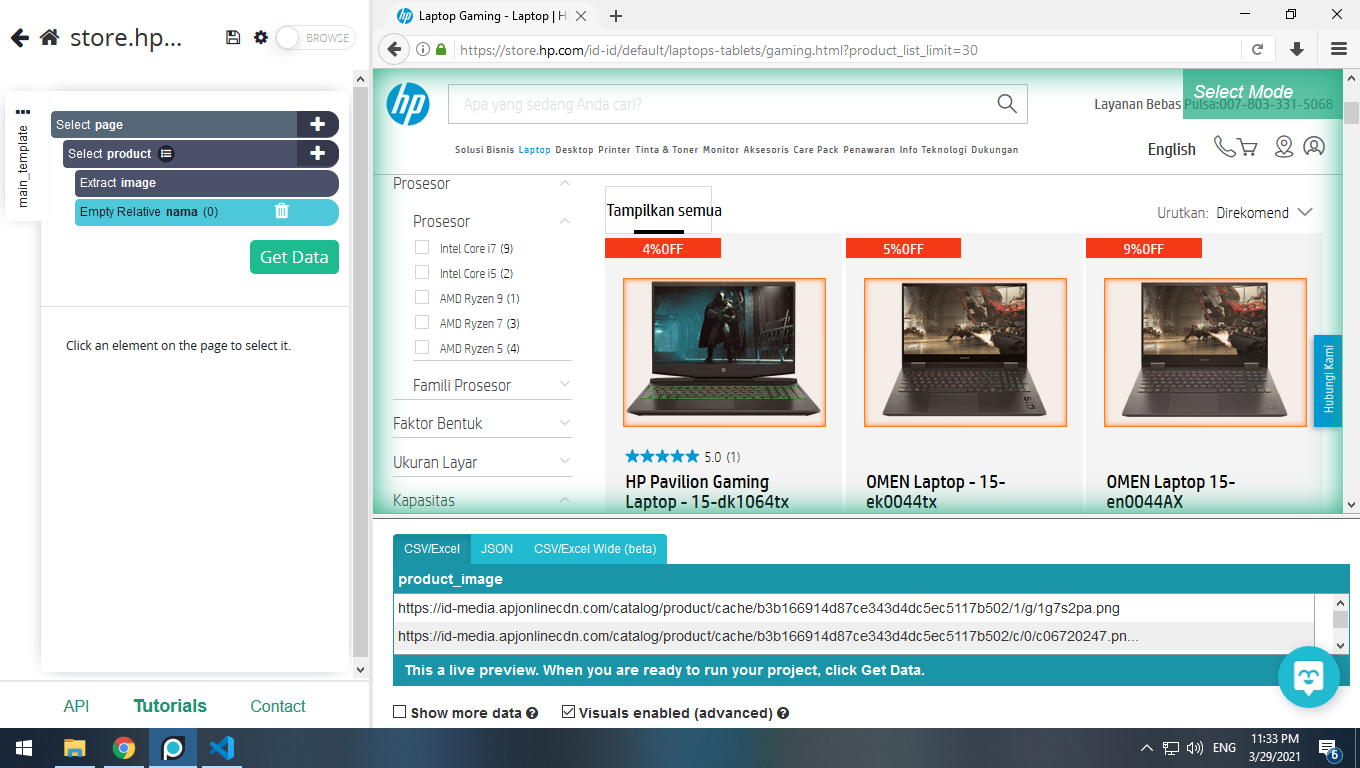 store.hp...
BROWSE
main_template
Select page
Select product
Extract image
Empty Relative nama (0)
Get Data
Click an element on the page to select it.
API
Tutorials
Contact
Laptop Gaming - Laptop | H
https://store.hp.com/id-id/default/laptops-tablets/gaming.html?product_list_limit=30
hp
Apa yang sedang Anda cari?
Select Mode
Layanan Bebas Pulsa:007-803-331-5068
Solusi Bisnis Laptop Desktop Printer Tinta & Toner Monitor Aksesoris Care Pack Penawaran Info Teknologi Dukungan
English
Prosesor
Prosesor
Intel Core i7 (9)
Intel Core i5 (2)
AMD Ryzen 9 (1)
AMD Ryzen 7 (3)
AMD Ryzen 5 (4)
Famili Prosesor
Faktor Bentuk
Ukuran Layar
Kapasitas
Tampilkan semua
Urutkan: Direkomend
4%OFF
5%OFF
9%OFF
5.0 (1)
HP Pavilion Gaming
Laptop - 15-dk1064tx
OMEN Laptop - 15-
ek0044tx
OMEN Laptop 15-
en0044AX
Hubungi Kami
CSV/Excel
JSON
CSV/Excel Wide (beta)
product_image
https://id-media.apjonlinecdn.com/catalog/product/cache/b3b166914d87ce343d4dc5ec5117b502/1/g/1g7s2pa.png
https://id-media.apjonlinecdn.com/catalog/product/cache/b3b166914d87ce343d4dc5ec5117b502/c/0/c06720247.pn...
This a live preview. When you are ready to run your project, click Get Data.
Show more data
Visuals enabled (advanced)
ENG
11:33 PM
3/29/2021
6